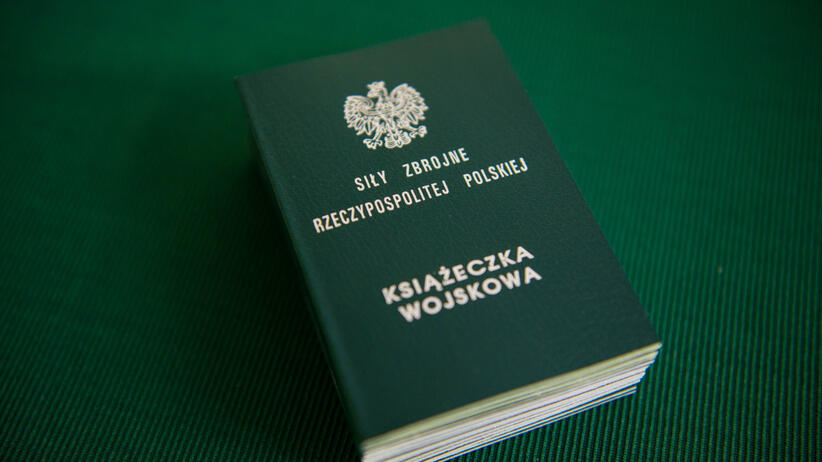 SIŁY ZBROJNE
RZECZYPOSPOLITEJ POLSKIEJ
KSIĄŻECZKA
WOJSKOWA